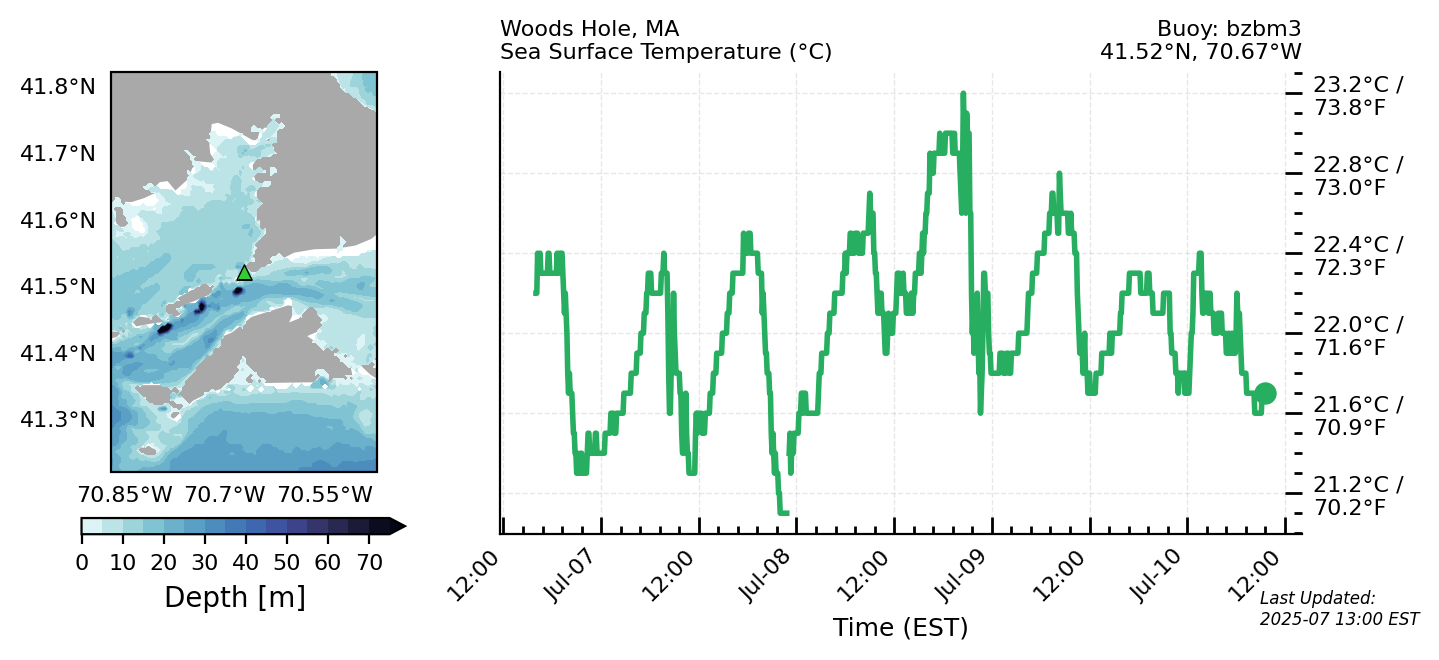 Woods Hole, MA
Sea Surface Temperature (°C)
Buoy: bzbm3
41.52°N, 70.67°W
41.8°N
41.7°N
41.6°N
41.5°N
41.4°N
41.3°N
70.85°W 70.7°W 70.55°W
0 10 20 30 40 50 60 70
Depth [m]
23.2°C /
73.8°F
22.8°C /
73.0°F
22.4°C /
72.3°F
22.0°C /
71.6°F
21.6°C /
70.9°F
21.2°C /
70.2°F
12:00 Jul-07 12:00 Jul-08 12:00 Jul-09 12:00 Jul-10 12:00
Time (EST)
Last Updated:
2025-07 13:00 EST